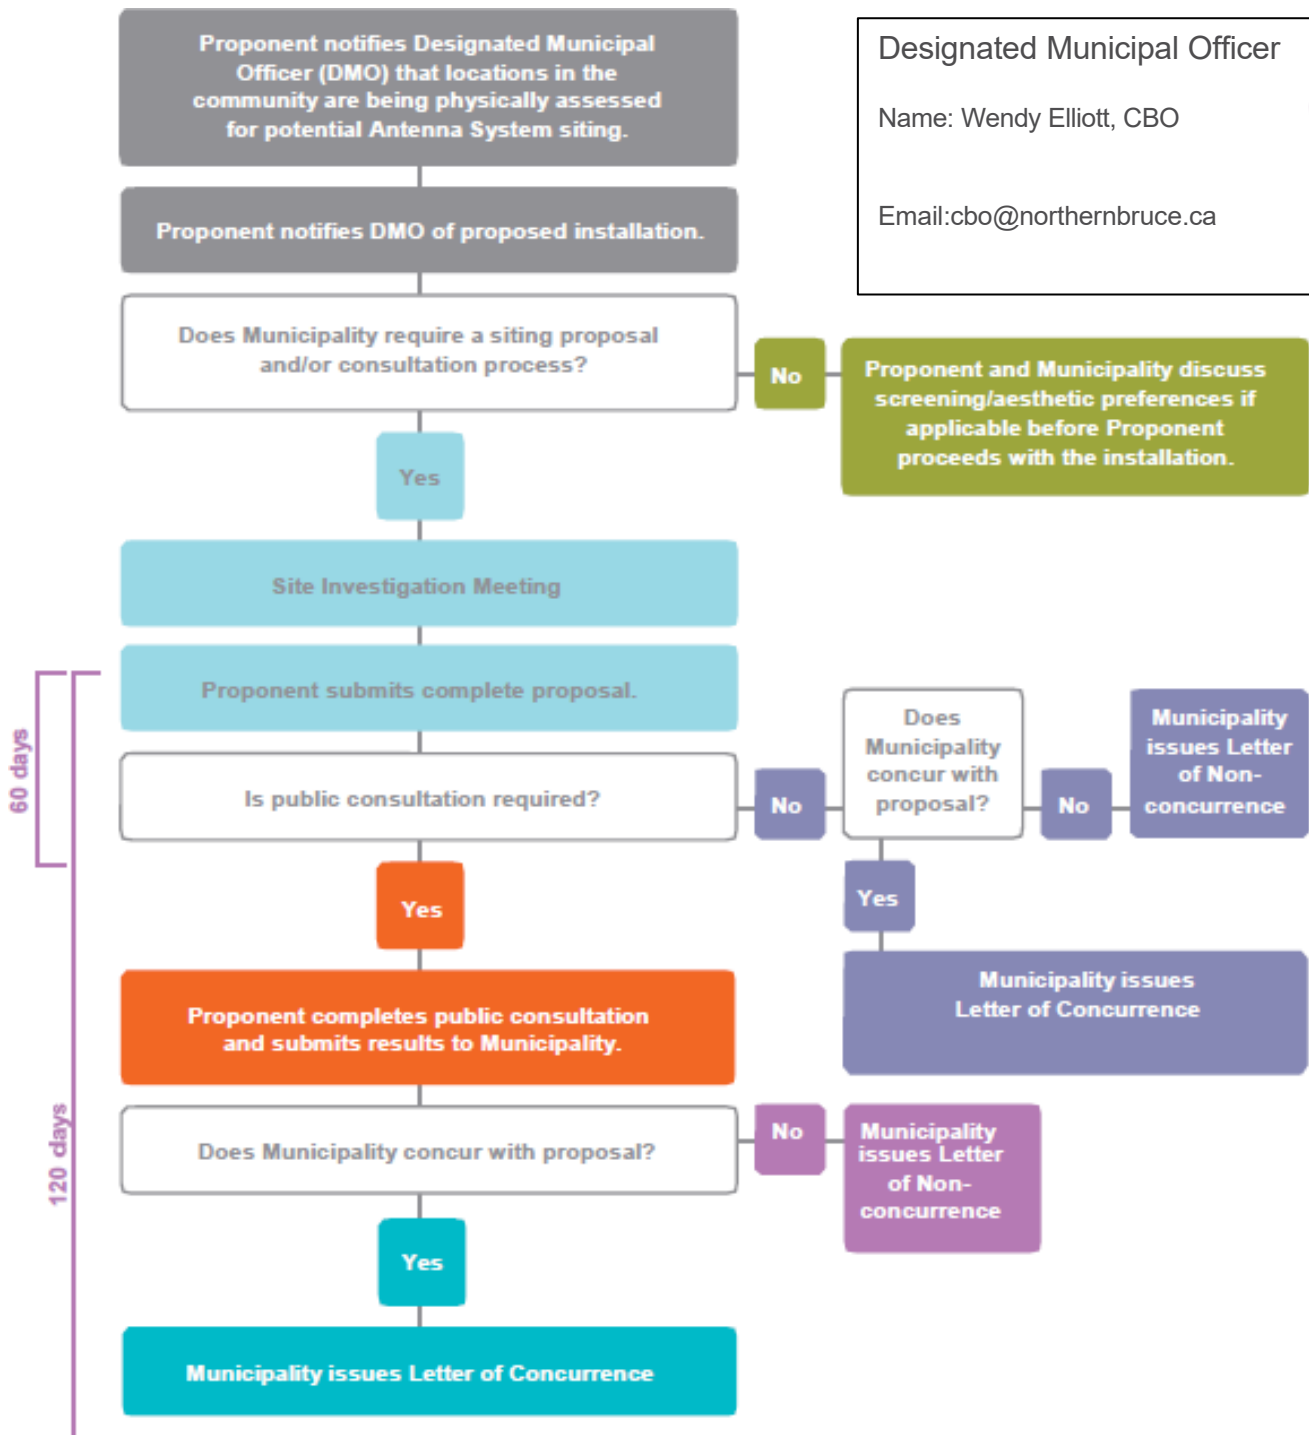 Proponent notifies Designated Municipal
Officer (DMO) that locations in the
community are being physically assessed
for potential Antenna System siting.
Designated Municipal Officer
Name: Wendy Elliott, CBO
Email:cbo@northernbruce.ca
Proponent notifies DMO of proposed installation.
Does Municipality require a siting proposal
and/or consultation process?
No
Proponent and Municipality discuss
screening/aesthetic preferences if
applicable before Proponent
proceeds with the installation.
Yes
Site Investigation Meeting
Proponent submits complete proposal.
60 days
Is public consultation required?
No
Does
Municipality
concur with
proposal?
No
Municipality
issues Letter
of Non-
concurrence
Yes
Municipality issues
Letter of Concurrence
Yes
Proponent completes public consultation
and submits results to Municipality.
120 days
Does Municipality concur with proposal?
No
Municipality
issues Letter
of Non-
concurrence
Yes
Municipality issues Letter of Concurrence